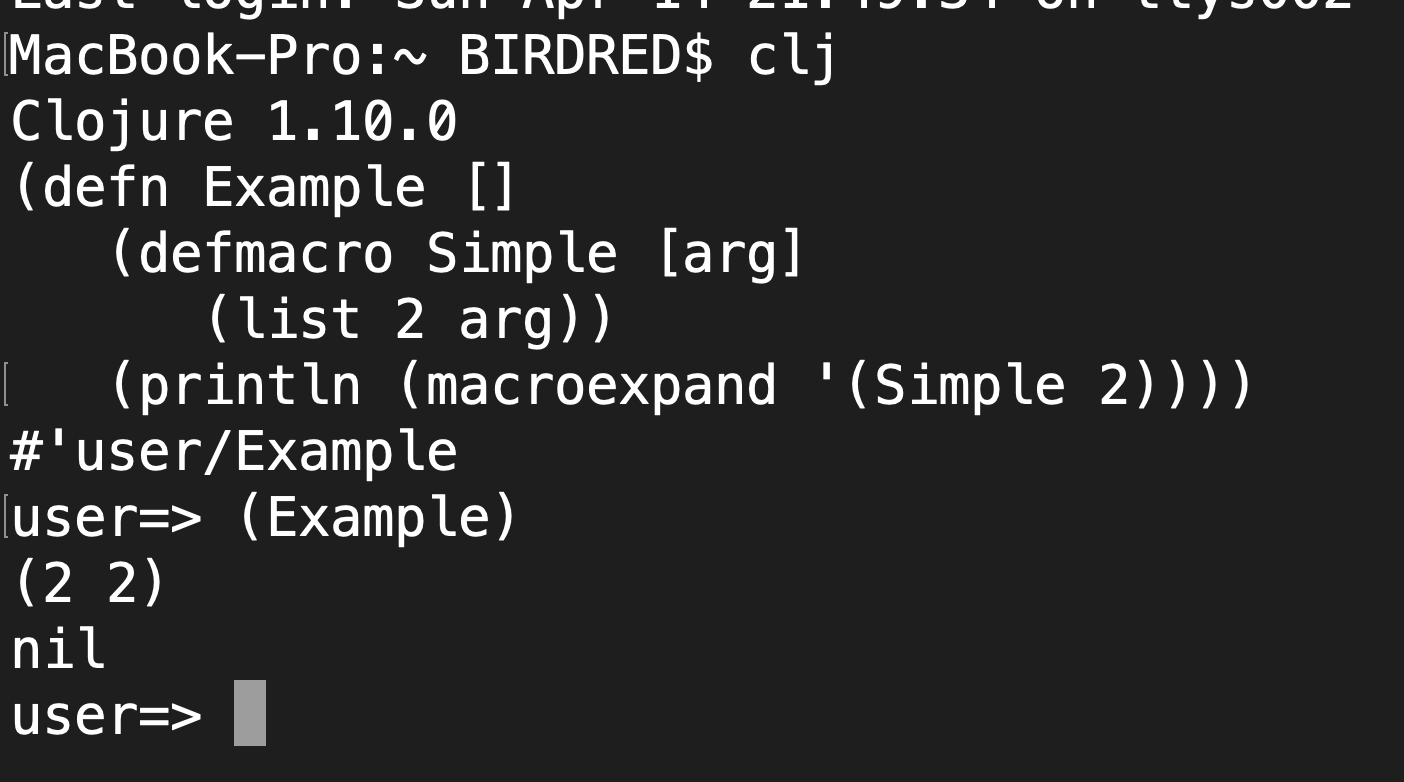 MacBook-Pro:~ BIRDRED$ clj
Clojure 1.10.0
(defn Example []
   (defmacro Simple [arg]
      (list 2 arg))
   (println (macroexpand '(Simple 2))))
#'user/Example
user=> (Example)
(2 2)
nil
user=>